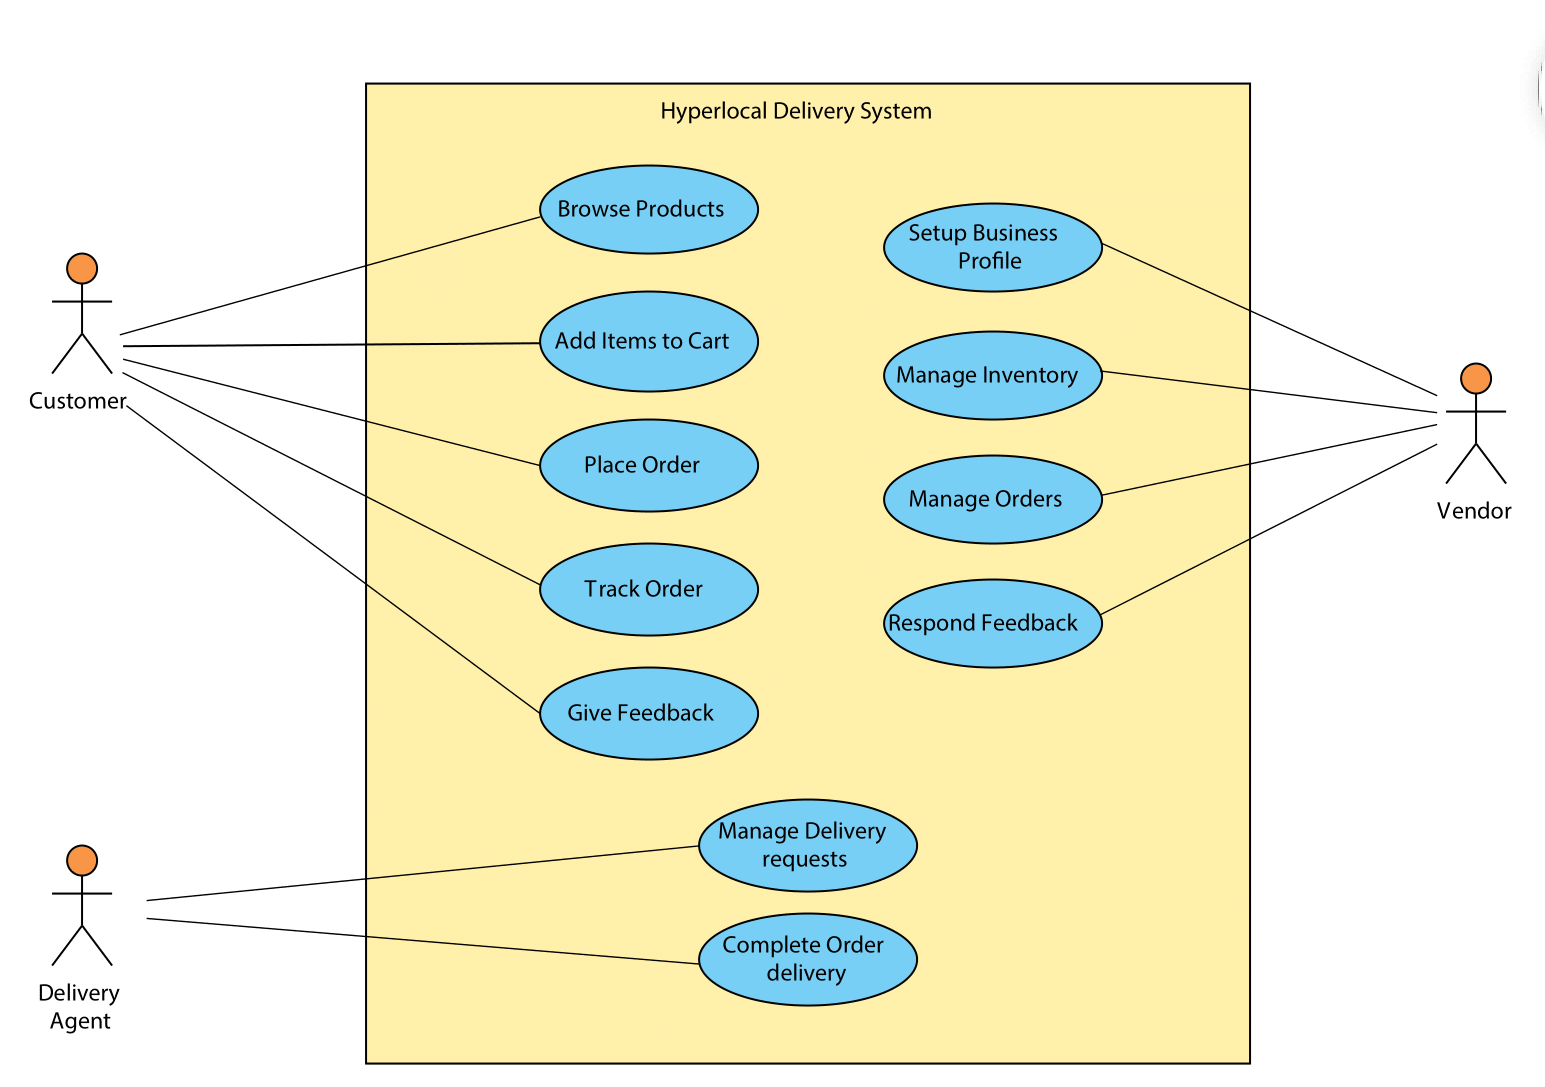 Hyperlocal Delivery System
Browse Products
Setup Business
Profile
Add Items to Cart
Manage Inventory
Customer
Place Order
Manage Orders
Vendor
Track Order
Respond Feedback
Give Feedback
Manage Delivery
requests
Complete Order
delivery
Delivery
Agent